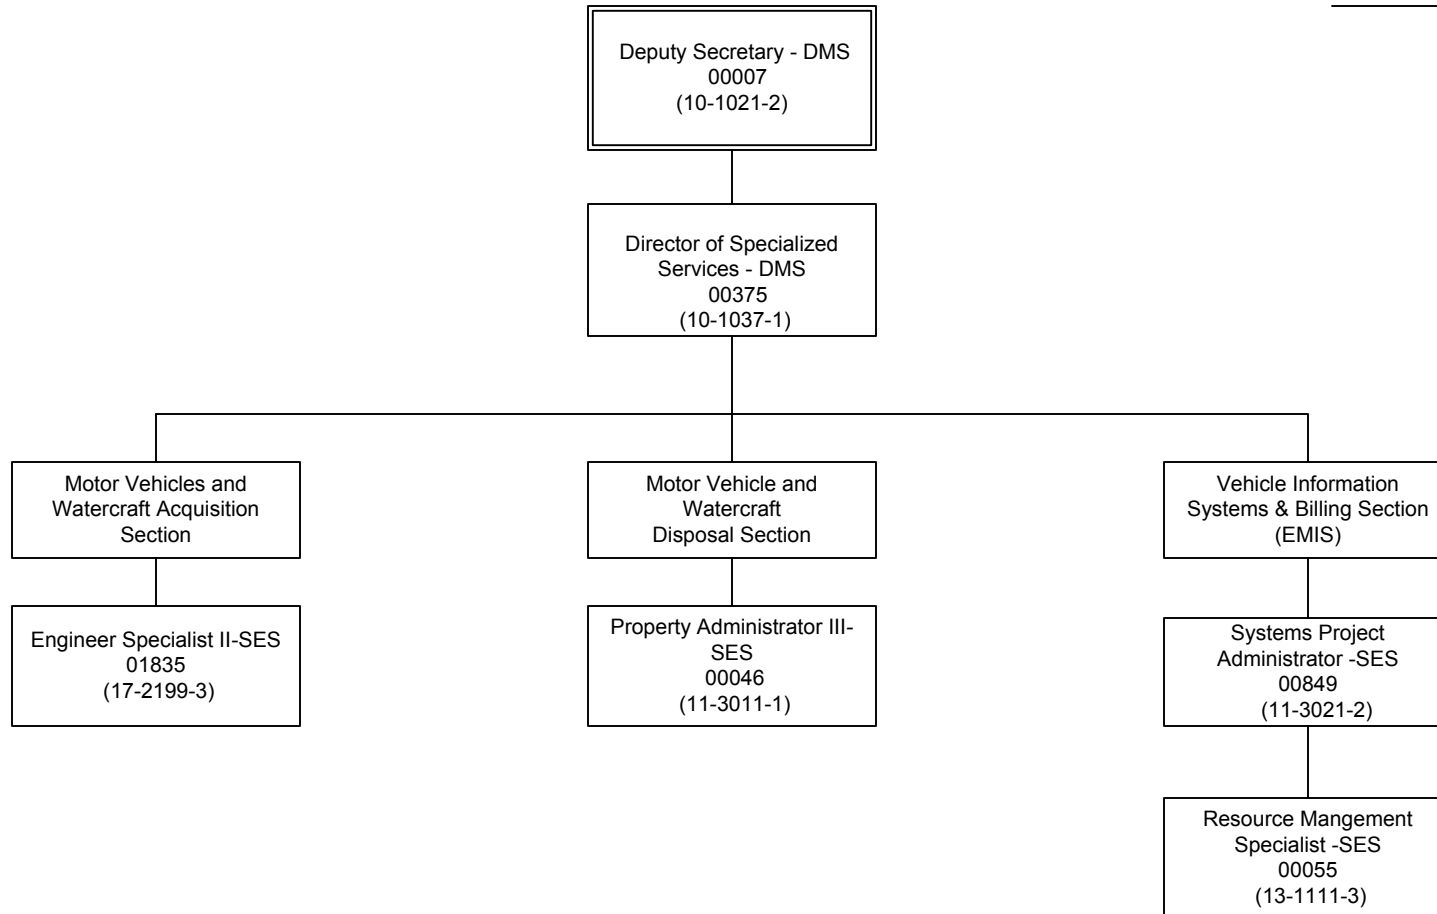 Deputy Secretary - DMS
00007
(10-1021-2)
Director of Specialized
Services - DMS
00375
(10-1037-1)
Motor Vehicles and
Watercraft Acquisition
Section
Motor Vehicle and
Watercraft
Disposal Section
Vehicle Information
Systems & Billing Section
(EMIS)
Engineer Specialist II-SES
01835
(17-2199-3)
Property Administrator III-
SES
00046
(11-3011-1)
Systems Project
Administrator -SES
00849
(11-3021-2)
Resource Mangement
Specialist -SES
00055
(13-1111-3)